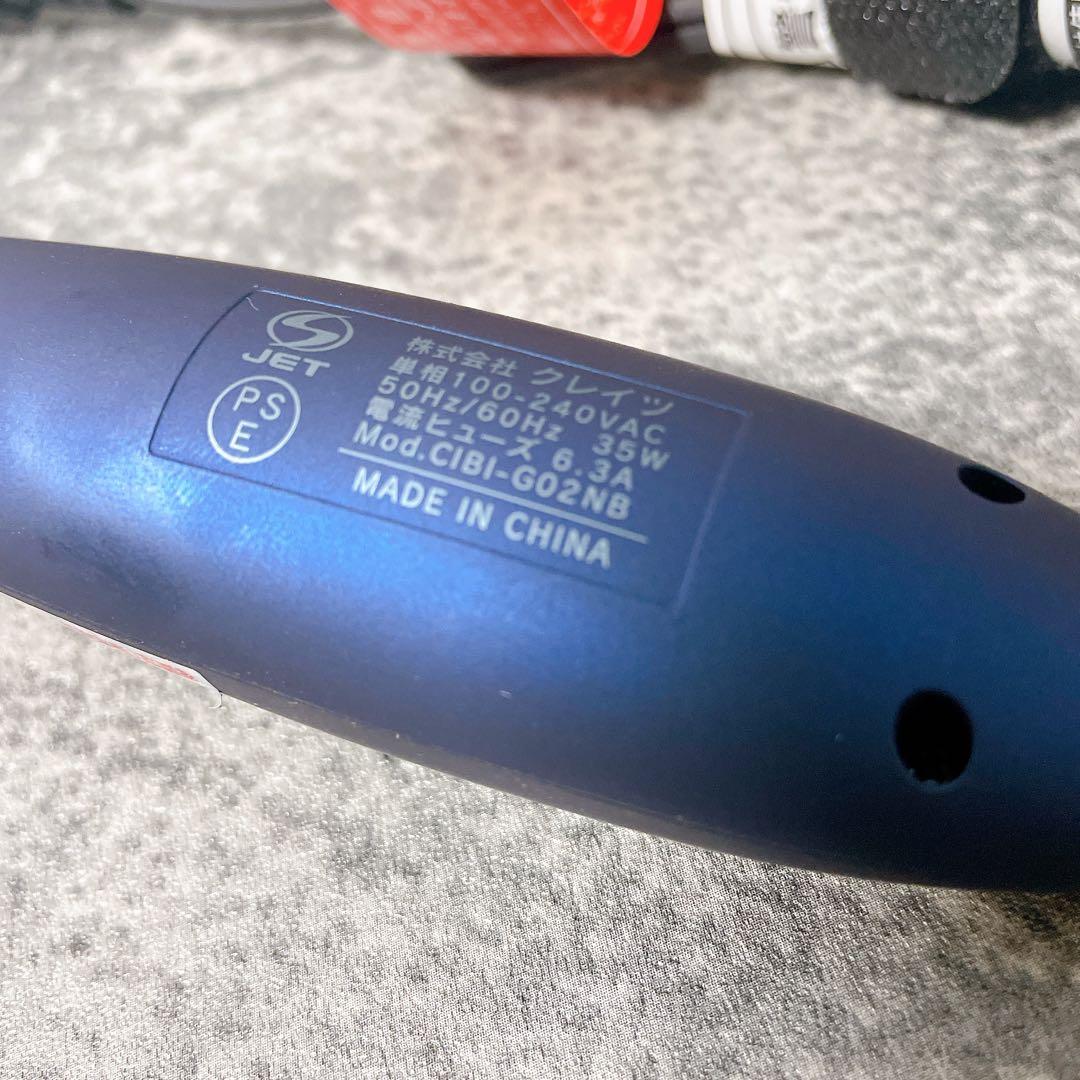 JET
PSE
株式会社 クレイツ
単相100-240VAC
50Hz/60Hz 35W
電流ヒューズ 6.3A
Mod.CIBI-G02NB
MADE IN CHINA